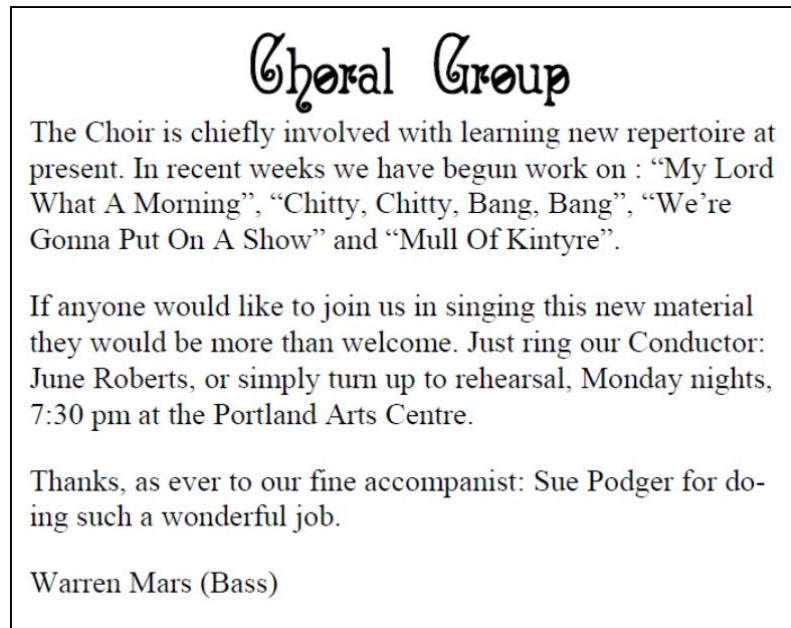 Choral Group
The Choir is chiefly involved with learning new repertoire at
present. In recent weeks we have begun work on : “My Lord
What A Morning”, “Chitty, Chitty, Bang, Bang”, “We’re
Gonna Put On A Show” and “Mull Of Kintyre”.
If anyone would like to join us in singing this new material
they would be more than welcome. Just ring our Conductor:
June Roberts, or simply turn up to rehearsal, Monday nights,
7:30 pm at the Portland Arts Centre.
Thanks, as ever to our fine accompanist: Sue Podger for do-
ing such a wonderful job.
Warren Mars (Bass)